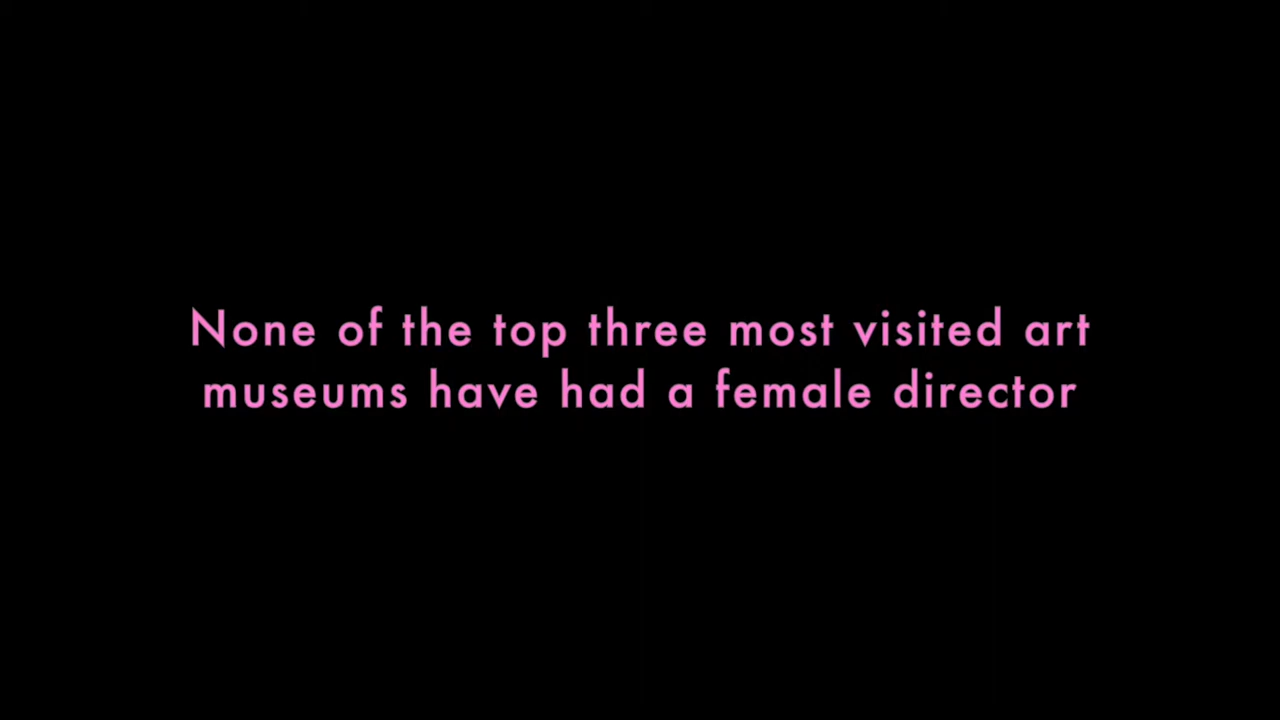 None of the top three most visited art
museums have had a female director